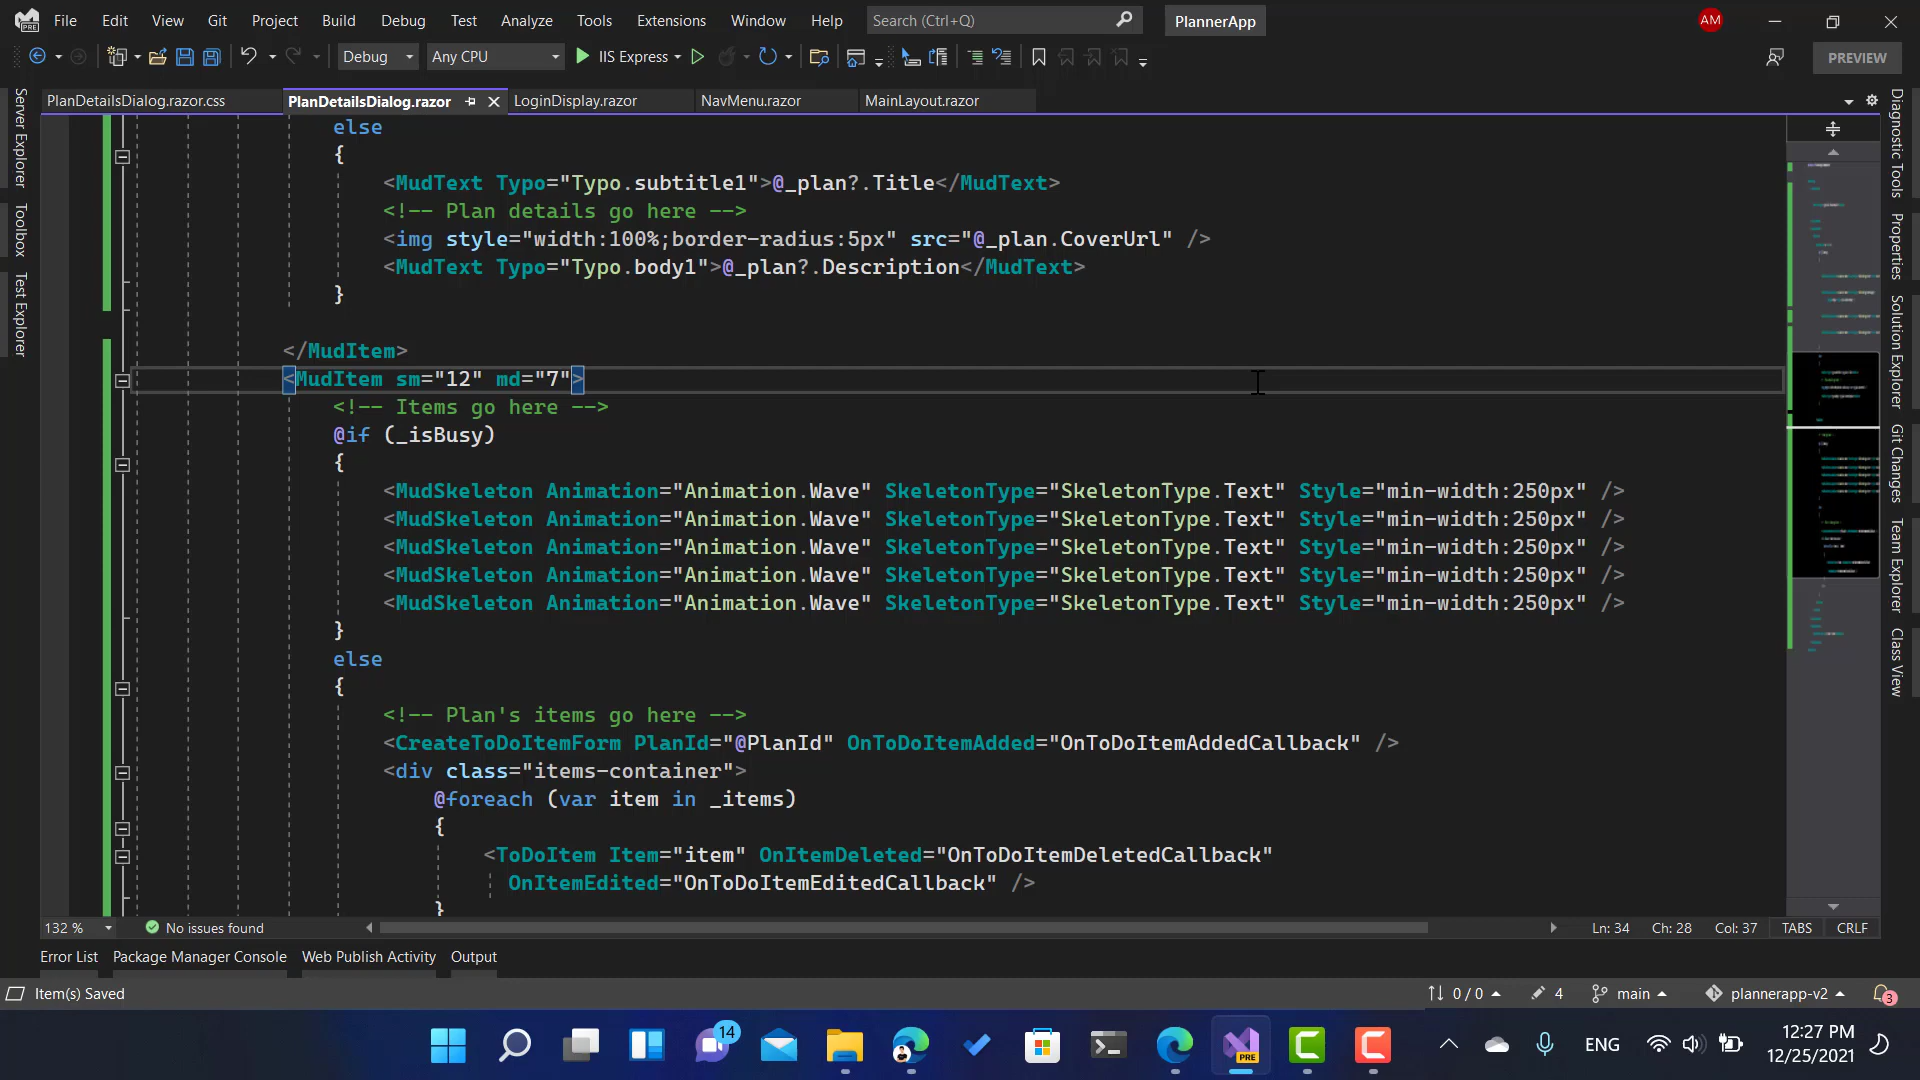 File Edit View Git Project Build Debug Test Analyze Tools Extensions Window Help Search (Ctrl+Q) PlannerApp AM
Debug Any CPU IIS Express PREVIEW
PlanDetailsDialog.razor.css PlanDetailsDialog.razor LoginDisplay.razor NavMenu.razor MainLayout.razor
Server Explorer
Toolbox
Test Explorer
else
{
<MudText Typo="Typo.subtitle1">@_plan?.Title</MudText>
<!-- Plan details go here -->
<img style="width:100%;border-radius:5px" src="@_plan.CoverUrl" />
<MudText Typo="Typo.body1">@_plan?.Description</MudText>
}
</MudItem>
<MudItem sm="12" md="7">
<!-- Items go here -->
@if (_isBusy)
{
<MudSkeleton Animation="Animation.Wave" SkeletonType="SkeletonType.Text" Style="min-width:250px" />
<MudSkeleton Animation="Animation.Wave" SkeletonType="SkeletonType.Text" Style="min-width:250px" />
<MudSkeleton Animation="Animation.Wave" SkeletonType="SkeletonType.Text" Style="min-width:250px" />
<MudSkeleton Animation="Animation.Wave" SkeletonType="SkeletonType.Text" Style="min-width:250px" />
<MudSkeleton Animation="Animation.Wave" SkeletonType="SkeletonType.Text" Style="min-width:250px" />
}
else
{
<!-- Plan's items go here -->
<CreateToDoItemForm PlanId="@PlanId" OnToDoItemAdded="OnToDoItemAddedCallback" />
<div class="items-container">
@foreach (var item in _items)
{
<ToDoItem Item="item" OnItemDeleted="OnToDoItemDeletedCallback"
OnItemEdited="OnToDoItemEditedCallback" />
}
Diagnostic Tools
Properties
Solution Explorer
Git Changes
Team Explorer
Class View
132 % No issues found Ln: 34 Ch: 28 Col: 37 TABS CRLF
Error List Package Manager Console Web Publish Activity Output
Item(s) Saved 0 / 0 4 main plannerapp-v2 3
14 PRE ENG 12:27 PM
12/25/2021